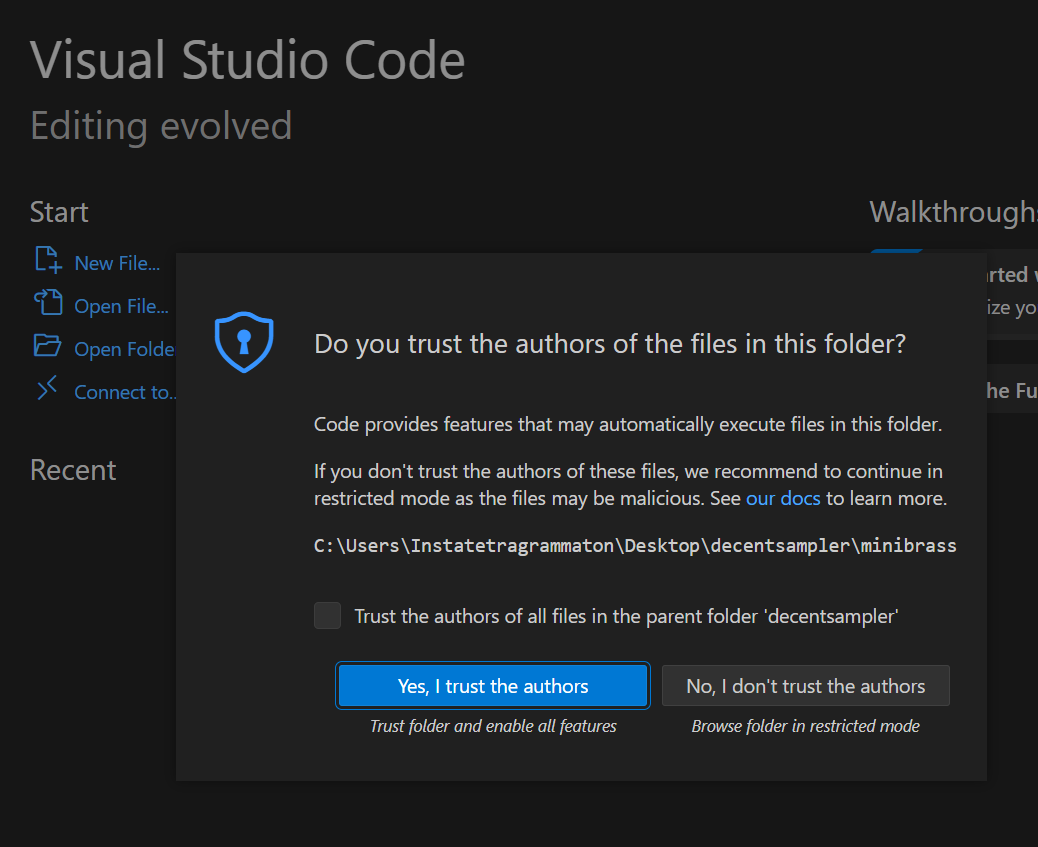 Visual Studio Code
Editing evolved
Start
New File...
Open File...
Open Folde
Connect to..
Recent
Walkthroughs
arted
ize yo
he Fu
Do you trust the authors of the files in this folder?
Code provides features that may automatically execute files in this folder.
If you don't trust the authors of these files, we recommend to continue in
restricted mode as the files may be malicious. See our docs to learn more.
C:\Users\Instatetragrammaton\Desktop\decentsampler\minibrass
Trust the authors of all files in the parent folder 'decentsampler'
Yes, I trust the authors
No, I don't trust the authors
Trust folder and enable all features
Browse folder in restricted mode